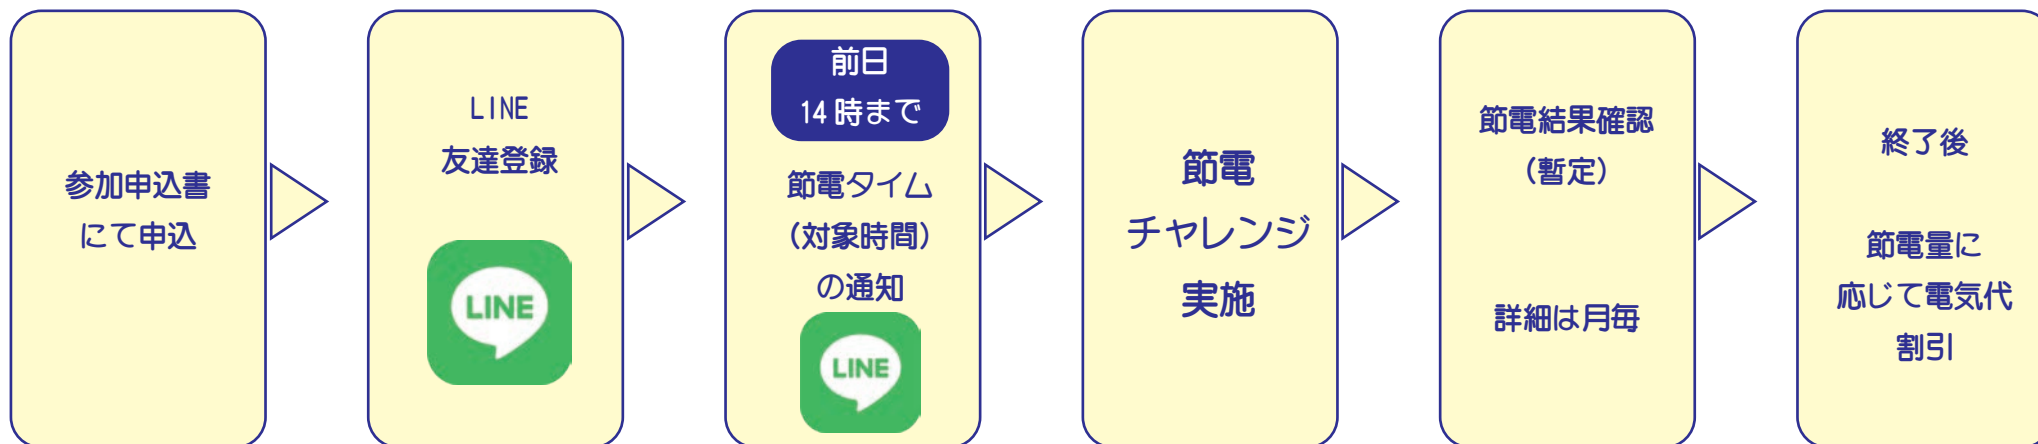 参加申込書
にて申込
LINE
友達登録
LINE
前日
14時まで
節電タイム
(対象時間)
の通知
LINE
節電
チャレンジ
実施
節電結果確認
(暫定)
詳細は月毎
終了後
節電量に
応じて電気代
割引